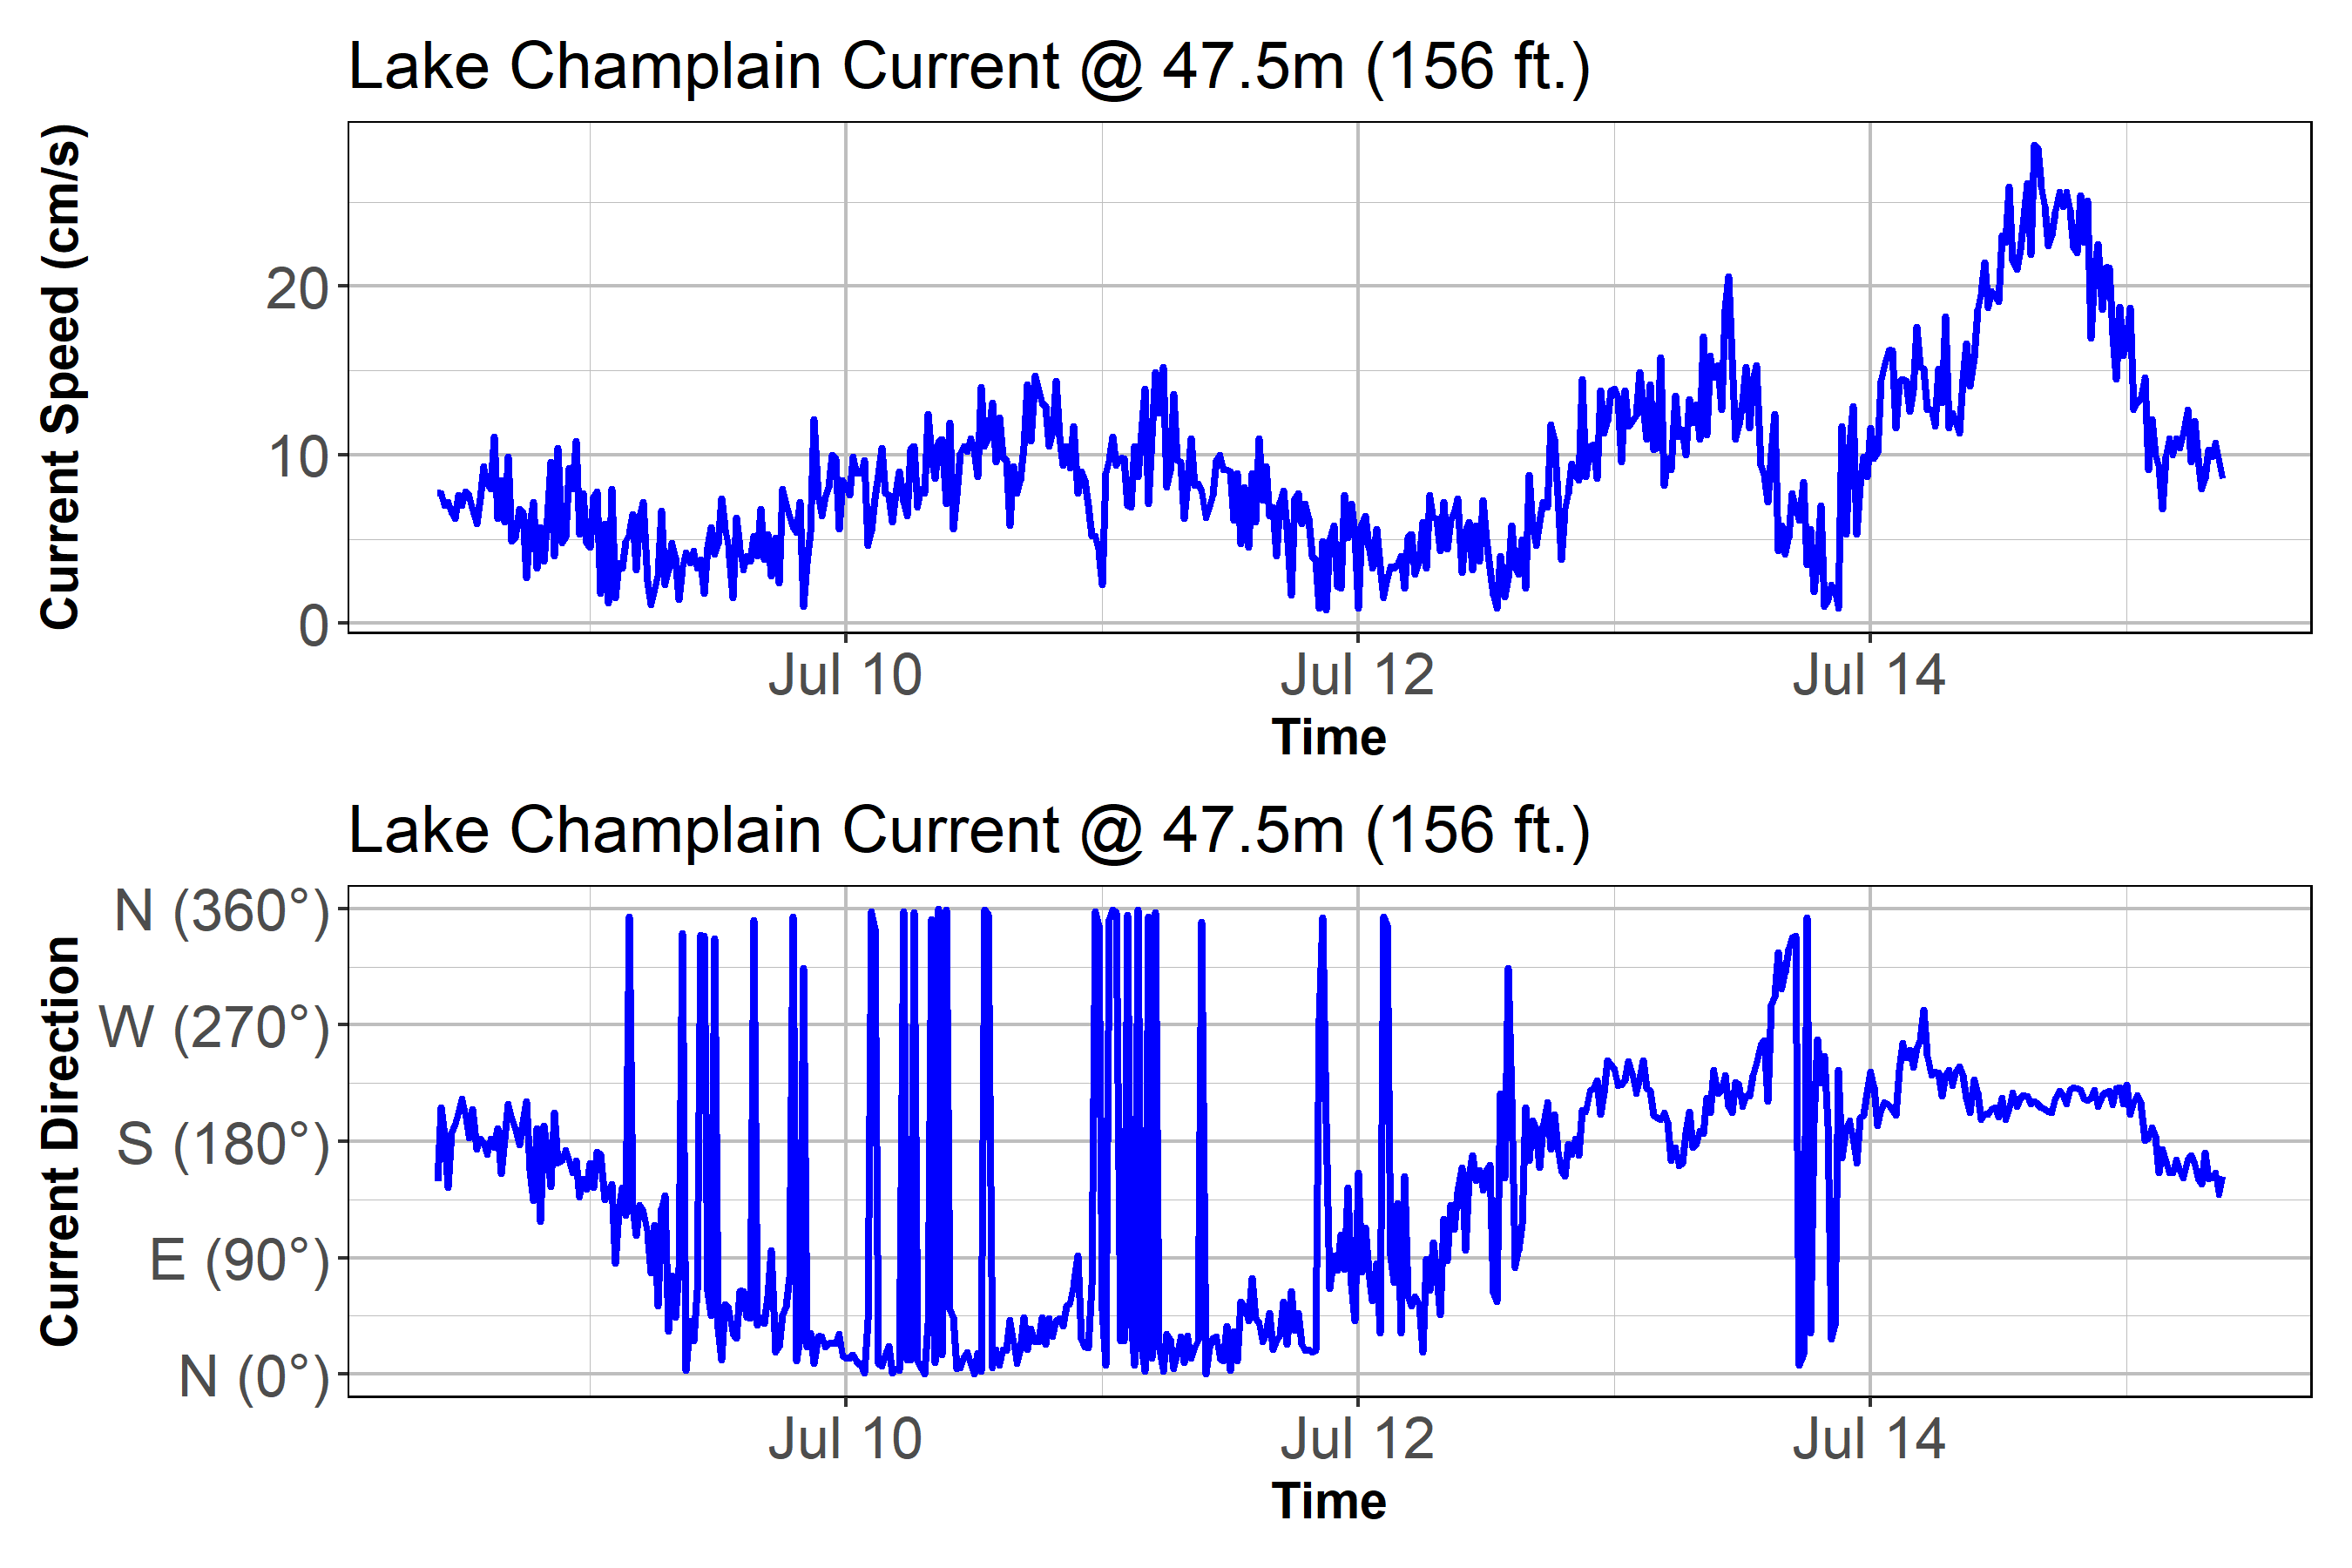 Lake Champlain Current @ 47.5m (156 ft.)
Current Speed (cm/s)
20
10
0
Jul 10 Jul 12 Jul 14
Time
Lake Champlain Current @ 47.5m (156 ft.)
Current Direction
N (360°)
W (270°)
S (180°)
E (90°)
N (0°)
Jul 10 Jul 12 Jul 14
Time